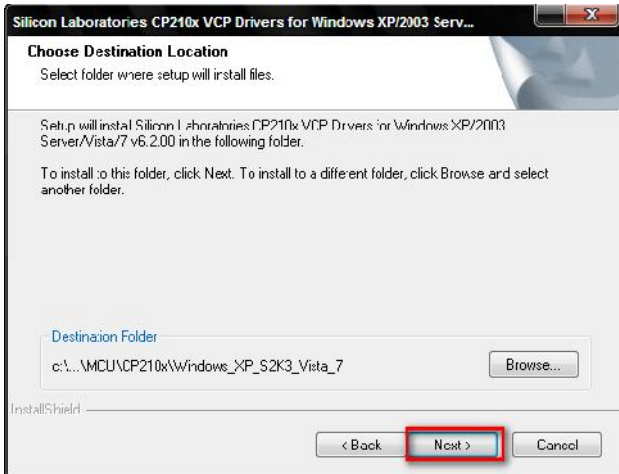 Silicon Laboratories CP210x VCP Drivers for Windows XP/2003 Serv...
Choose Destination Location
Select folder where setup will install files.
Setup will install Silicon Laboratories CP210x VCP Drivers for Windows XP/2003
Server/Vista/7 v6.2.00 in the following folder.
To install to this folder, click Next. To install to a different folder, click Browse and select
another folder.
Destination Folder
c:\...\MCU\CP210x\Windows_XP_S2K3_Vista_7
Browse...
InstallShield
< Back
Next >
Cancel